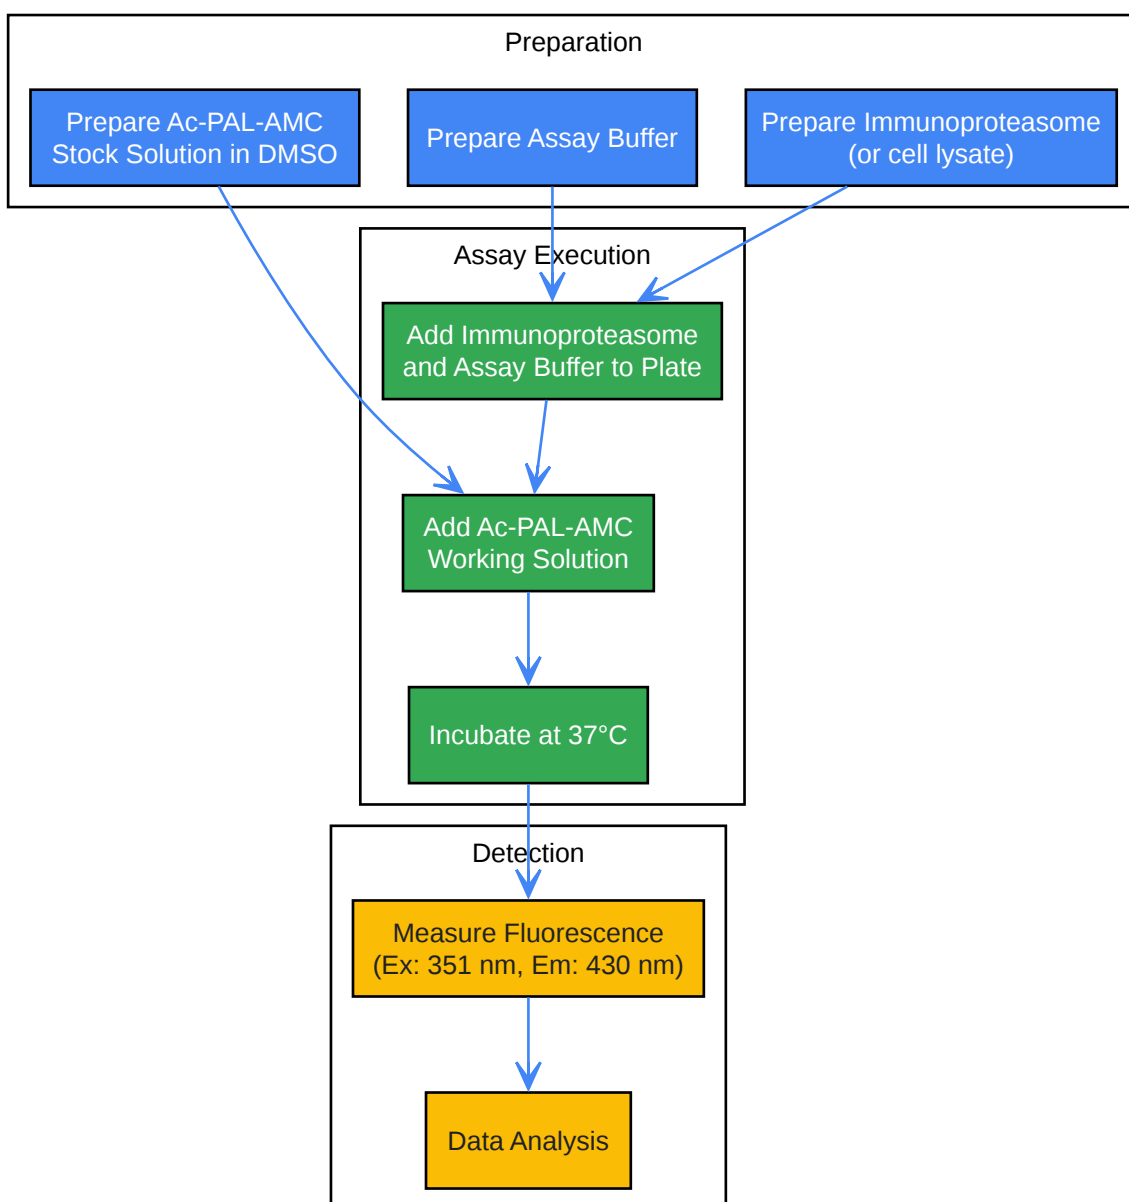 Preparation
Prepare Ac-PAL-AMC
Stock Solution in DMSO
Prepare Assay Buffer
Prepare Immunoproteasome
(or cell lysate)
Assay Execution
Add Immunoproteasome
and Assay Buffer to Plate
Add Ac-PAL-AMC
Working Solution
Incubate at 37°C
Detection
Measure Fluorescence
(Ex: 351 nm, Em: 430 nm)
Data Analysis